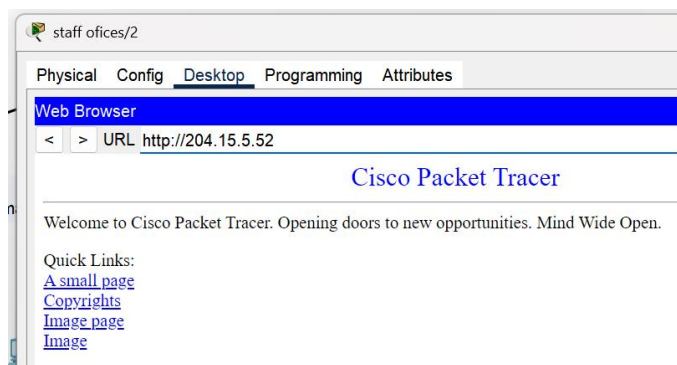 staff ofices/2
Physical Config Desktop Programming Attributes
Web Browser
< > URL http://204.15.5.52
Cisco Packet Tracer
Welcome to Cisco Packet Tracer. Opening doors to new opportunities. Mind Wide Open.
Quick Links:
A small page
Copyrights
Image page
Image